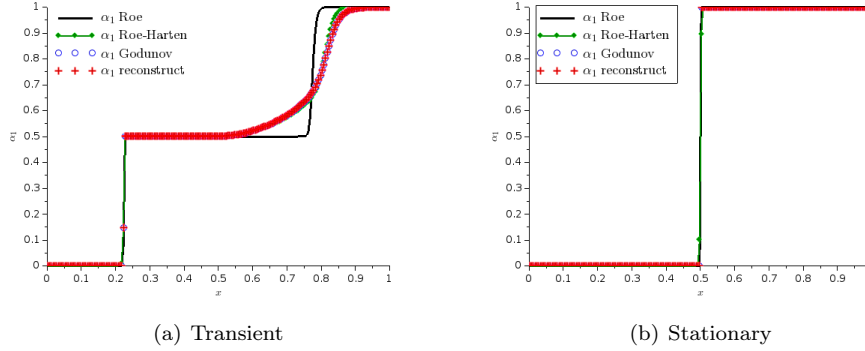 α₁ Roe
α₁ Roe-Harten
α₁ Godunov
α₁ reconstruct
1
0.9
0.8
0.7
0.6
0.5
0.4
0.3
0.2
0.1
0
α₁
0 0.1 0.2 0.3 0.4 0.5 0.6 0.7 0.8 0.9 1
x
(a) Transient
α₁ Roe
α₁ Roe-Harten
α₁ Godunov
α₁ reconstruct
1
0.9
0.8
0.7
0.6
0.5
0.4
0.3
0.2
0.1
0
α₁
0 0.1 0.2 0.3 0.4 0.5 0.6 0.7 0.8 0.9
x
(b) Stationary